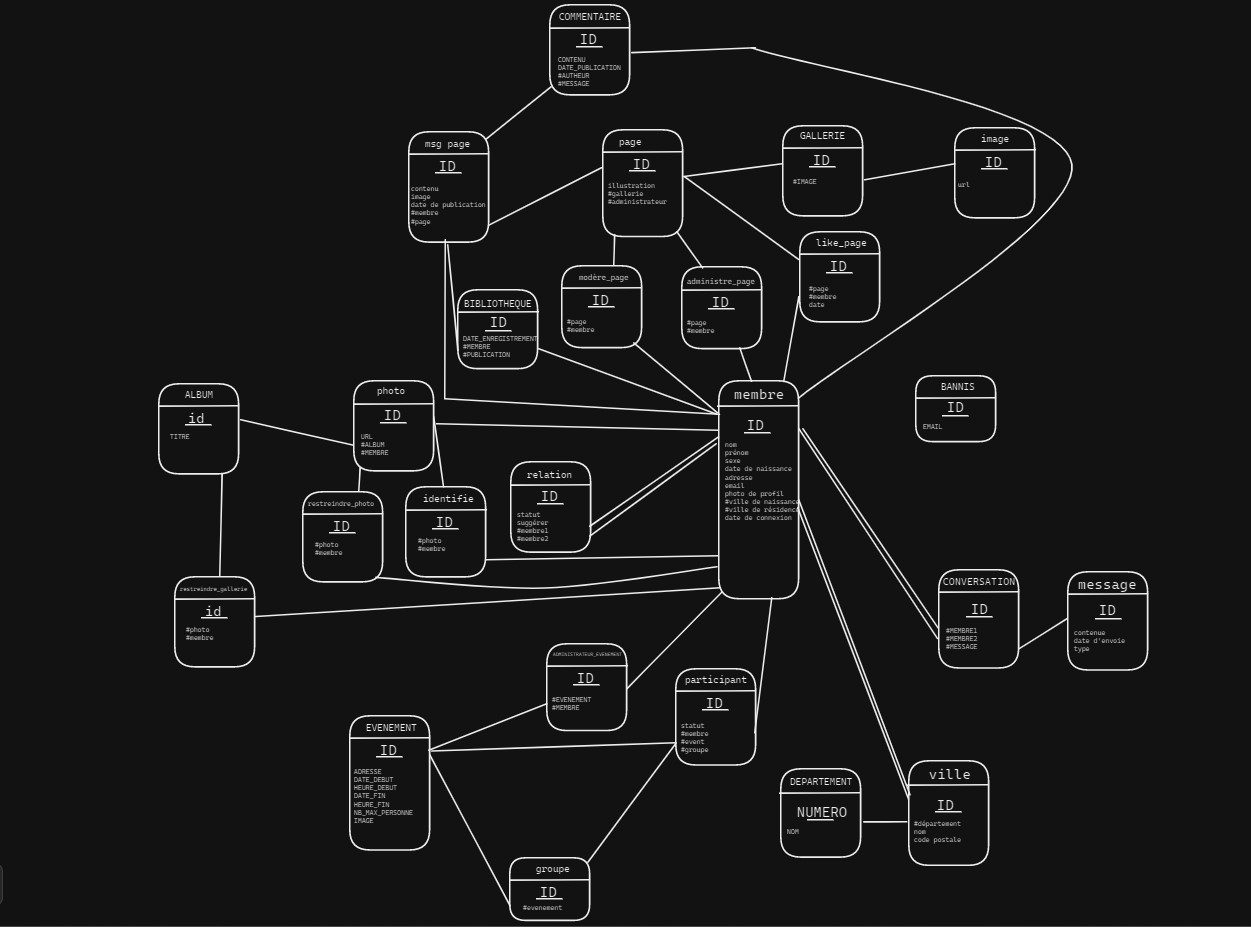 COMMENTAIRE
ID
CONTENU
DATE_PUBLICATION
#AUTHEUR
#MESSAGE
msg page
ID
contenu
image
date de publication
#membre
#page
page
ID
illustration
#gallerie
#administrateur
GALLERIE
ID
#IMAGE
image
ID
url
like_page
ID
#page
#membre
date
modère_page
ID
#page
#membre
administre_page
ID
#page
#membre
BIBLIOTHEQUE
ID
DATE_ENREGISTREMENT
#MEMBRE
#PUBLICATION
ALBUM
id
TITRE
photo
ID
URL
#ALBUM
#MEMBRE
membre
ID
nom
prénom
sexe
date de naissance
adresse
email
photo de profil
#ville de naissance
#ville de résidence
date de connexion
BANNIS
ID
EMAIL
relation
ID
statut
suggérer
#membre1
#membre2
restreindre_photo
ID
#photo
#membre
identifie
ID
#photo
#membre
restreindre_gallerie
id
#photo
#membre
CONVERSATION
ID
#MEMBRE1
#MEMBRE2
#MESSAGE
message
ID
contenue
date d'envoie
type
ADMINISTRATEUR_EVENEMENT
ID
#EVENEMENT
#MEMBRE
participant
ID
statut
#membre
#event
#groupe
EVENEMENT
ID
ADRESSE
DATE_DEBUT
HEURE_DEBUT
DATE_FIN
HEURE_FIN
NB_MAX_PERSONNE
IMAGE
DEPARTEMENT
NUMERO
NOM
ville
ID
#département
nom
code postale
groupe
ID
#evenement